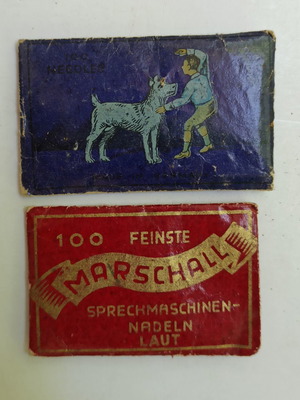 100 FEINSTE
MARSCHALL
SPRECHMASCHINEN-
NADELN
LAUT